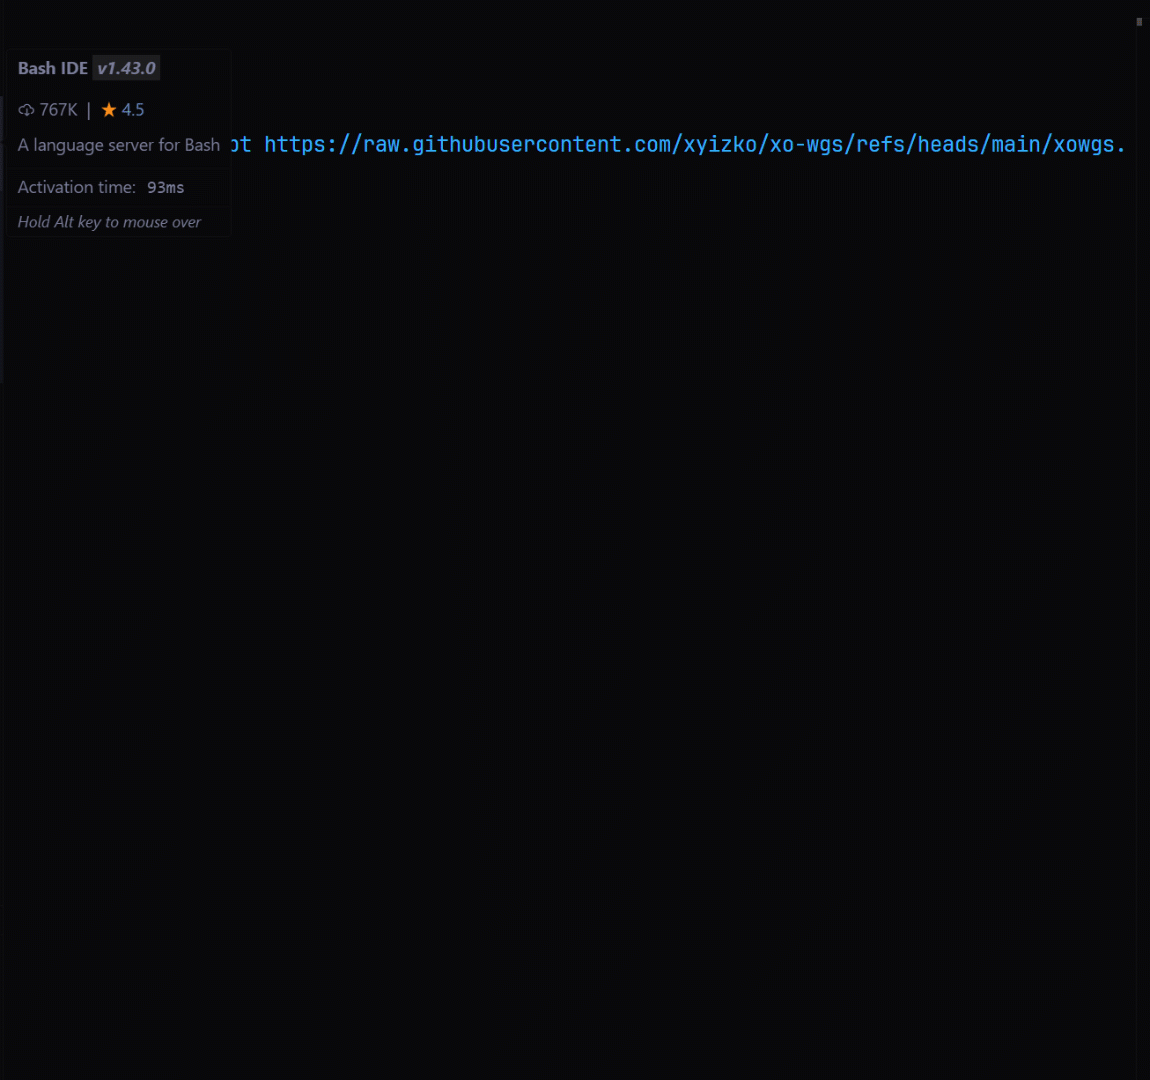 Bash IDE v1.43.0
767K | ★ 4.5
A language server for Bash
pt https://raw.githubusercontent.com/xyizko/xo-wgs/refs/heads/main/xowgs.
Activation time: 93ms
Hold Alt key to mouse over